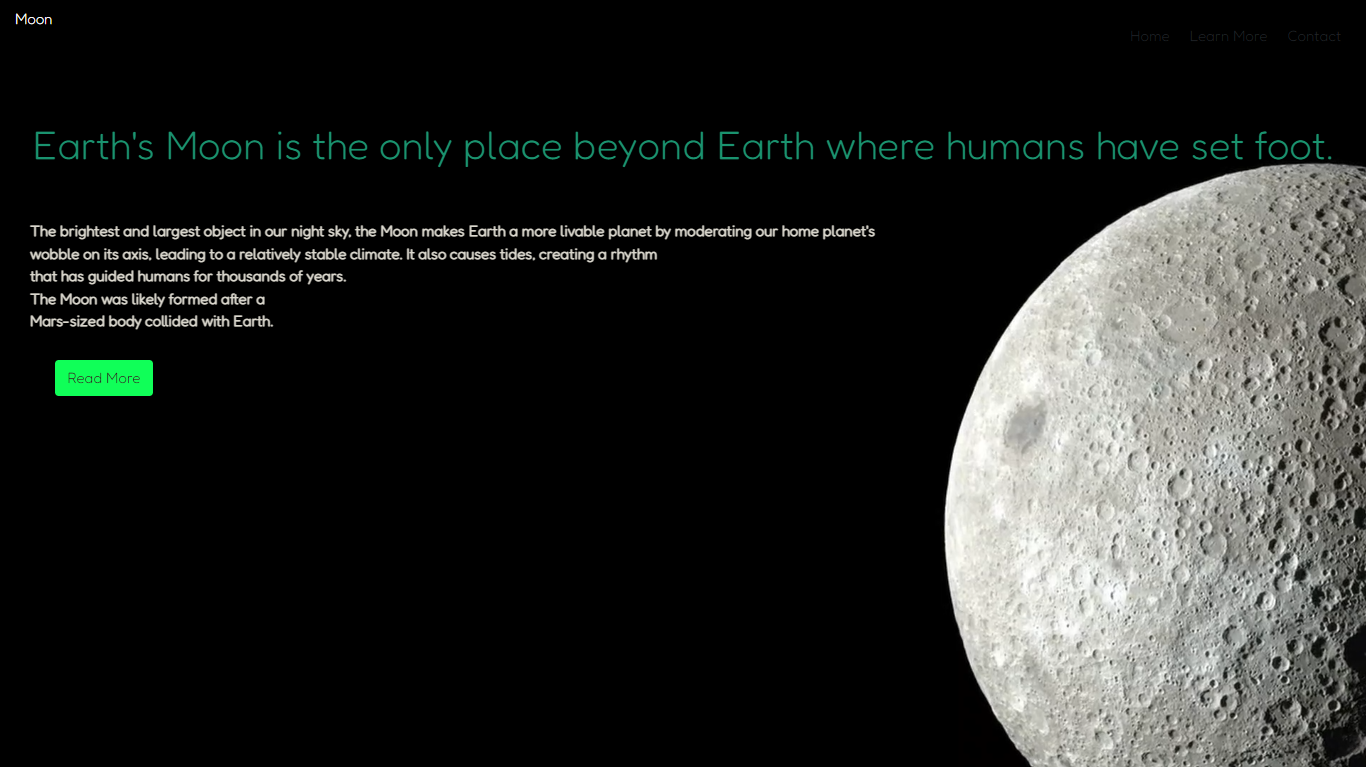 Moon
Home Learn More Contact
Earth's Moon is the only place beyond Earth where humans have set foot.
The brightest and largest object in our night sky, the Moon makes Earth a more livable planet by moderating our home planet's
wobble on its axis, leading to a relatively stable climate. It also causes tides, creating a rhythm
that has guided humans for thousands of years.
The Moon was likely formed after a
Mars-sized body collided with Earth.
Read More